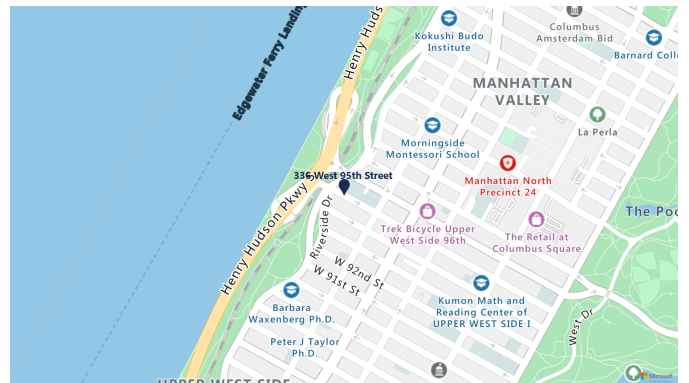 Edgewater Ferry Landing
Henry Huds
Kokushi Budo
Institute
Columbus
Amsterdam Bid
Barnard Coll
MANHATTAN
VALLEY
La Perla
Morningside
Montessori School
Manhattan North
Precinct 24
336 West 95th Street
The Poo
Henry Hudson Pkwy
Riverside Dr
Trek Bicycle Upper
West Side 96th
The Retail at
Columbus Square
W 92nd St
W 91st St
Barbara
Waxenberg Ph.D.
Kumon Math and
Reading Center of
UPPER WEST SIDE I
West Dr
Peter J Taylor
Ph.D.
UPPER WEST SIDE
Microsoft